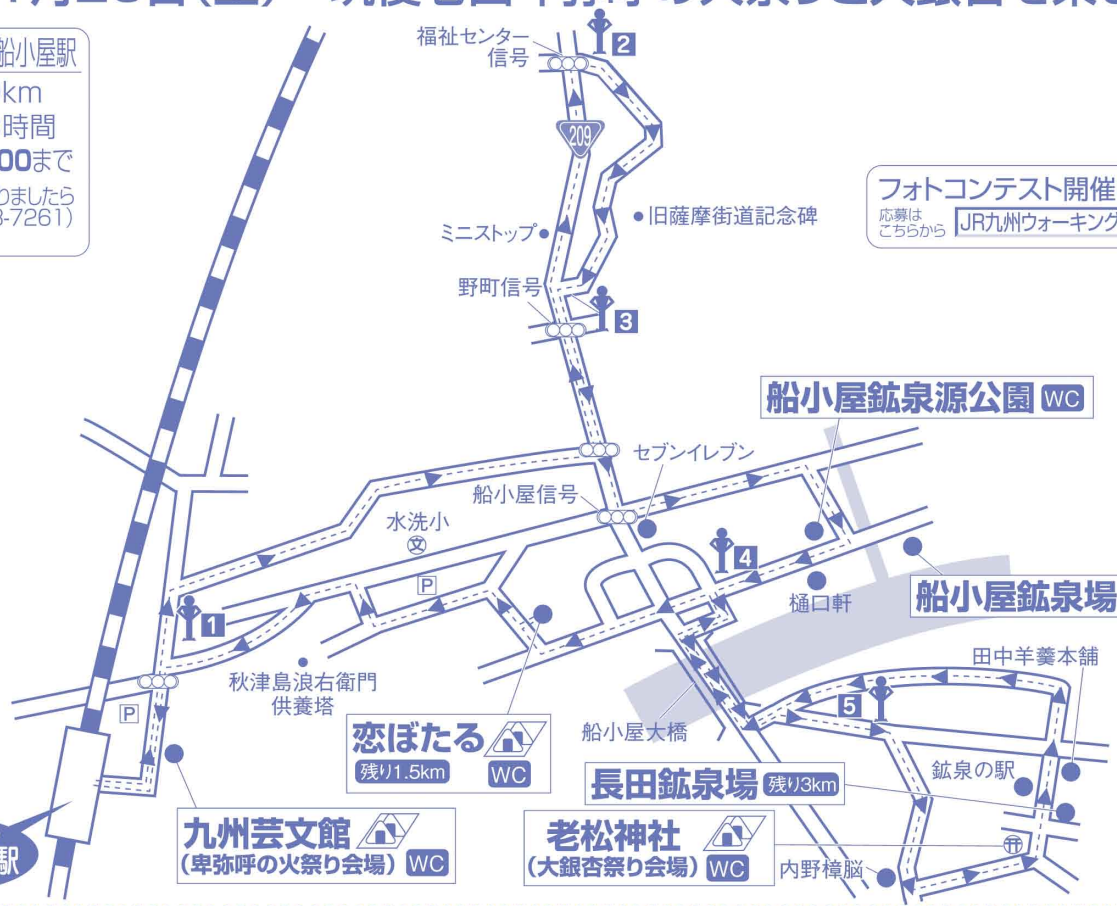 船小屋駅
km
時間
00まで
りましたら
3-7261)
福祉センター
信号
2
209
ミニストップ
旧薩摩街道記念碑
フォトコンテスト開催
応募は
こちらから
JR九州ウォーキング
野町信号
3
船小屋鉱泉源公園 WC
セブンイレブン
船小屋信号
水洗小
文
P
4
樋口軒
船小屋鉱泉場
1
秋津島浪右衛門
供養塔
P
恋ぼたる
残り1.5km
WC
船小屋大橋
田中羊羹本舗
5
鉱泉の駅
長田鉱泉場 残り3km
九州芸文館
(卑弥呼の火祭り会場) WC
老松神社
(大銀杏祭り会場) WC
内野樟脳
駅